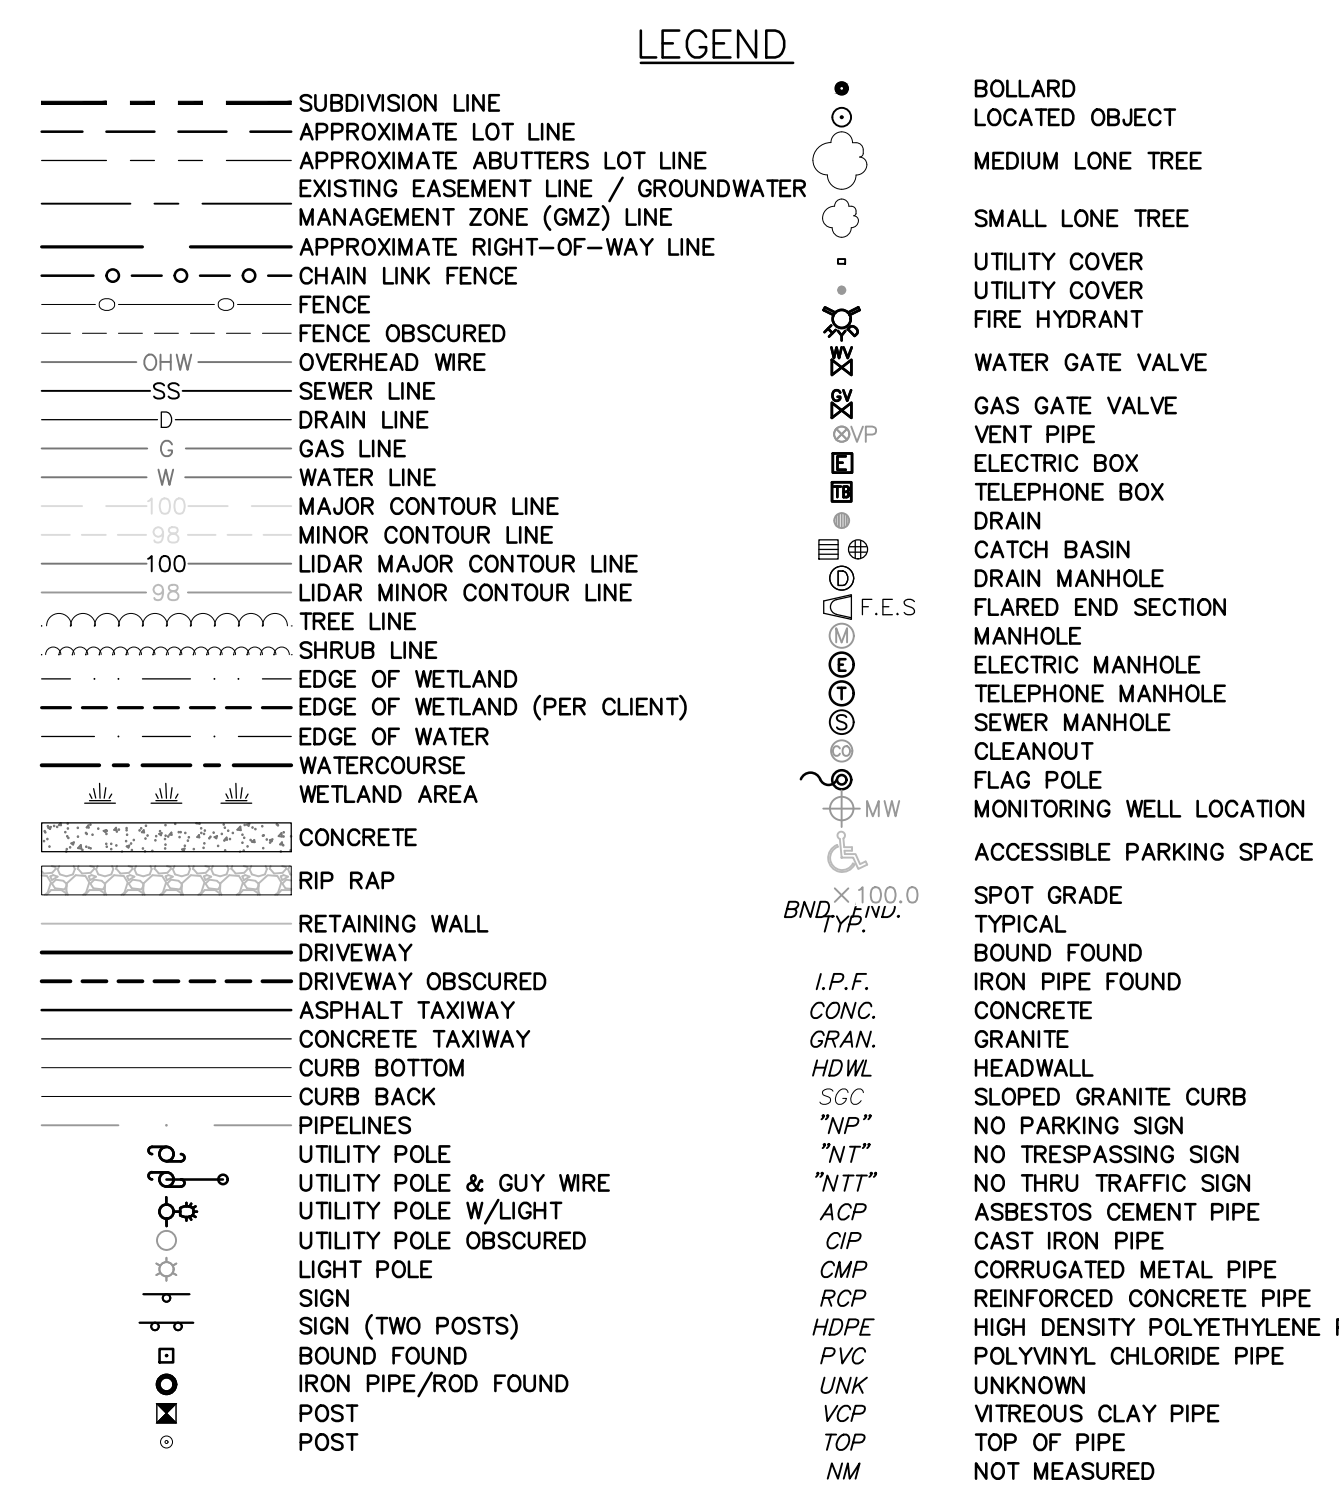 LEGEND
SUBDIVISION LINE
APPROXIMATE LOT LINE
APPROXIMATE ABUTTERS LOT LINE
EXISTING EASEMENT LINE / GROUNDWATER
MANAGEMENT ZONE (GMZ) LINE
APPROXIMATE RIGHT-OF-WAY LINE
CHAIN LINK FENCE
FENCE
FENCE OBSCURED
OHW OVERHEAD WIRE
SS SEWER LINE
D DRAIN LINE
G GAS LINE
W WATER LINE
100 MAJOR CONTOUR LINE
98 MINOR CONTOUR LINE
100 LIDAR MAJOR CONTOUR LINE
98 LIDAR MINOR CONTOUR LINE
TREE LINE
SHRUB LINE
EDGE OF WETLAND
EDGE OF WETLAND (PER CLIENT)
EDGE OF WATER
WATERCOURSE
WETLAND AREA
CONCRETE
RIP RAP
RETAINING WALL
DRIVEWAY
DRIVEWAY OBSCURED
ASPHALT TAXIWAY
CONCRETE TAXIWAY
CURB BOTTOM
CURB BACK
PIPELINES
UTILITY POLE
UTILITY POLE & GUY WIRE
UTILITY POLE W/LIGHT
UTILITY POLE OBSCURED
LIGHT POLE
SIGN
SIGN (TWO POSTS)
BOUND FOUND
IRON PIPE/ROD FOUND
POST
POST
BOLLARD
LOCATED OBJECT
MEDIUM LONE TREE
SMALL LONE TREE
UTILITY COVER
UTILITY COVER
FIRE HYDRANT
WV WATER GATE VALVE
GV GAS GATE VALVE
VP VENT PIPE
E ELECTRIC BOX
TB TELEPHONE BOX
DRAIN
CATCH BASIN
D DRAIN MANHOLE
F.E.S FLARED END SECTION
M MANHOLE
E ELECTRIC MANHOLE
T TELEPHONE MANHOLE
S SEWER MANHOLE
CO CLEANOUT
FLAG POLE
MW MONITORING WELL LOCATION
ACCESSIBLE PARKING SPACE
×100.0 SPOT GRADE
BND. FND.
TYP. TYPICAL
BOUND FOUND
I.P.F. IRON PIPE FOUND
CONC. CONCRETE
GRAN. GRANITE
HDWL HEADWALL
SGC SLOPED GRANITE CURB
"NP" NO PARKING SIGN
"NT" NO TRESPASSING SIGN
"NTT" NO THRU TRAFFIC SIGN
ACP ASBESTOS CEMENT PIPE
CIP CAST IRON PIPE
CMP CORRUGATED METAL PIPE
RCP REINFORCED CONCRETE PIPE
HDPE HIGH DENSITY POLYETHYLENE
PVC POLYVINYL CHLORIDE PIPE
UNK UNKNOWN
VCP VITREOUS CLAY PIPE
TOP TOP OF PIPE
NM NOT MEASURED